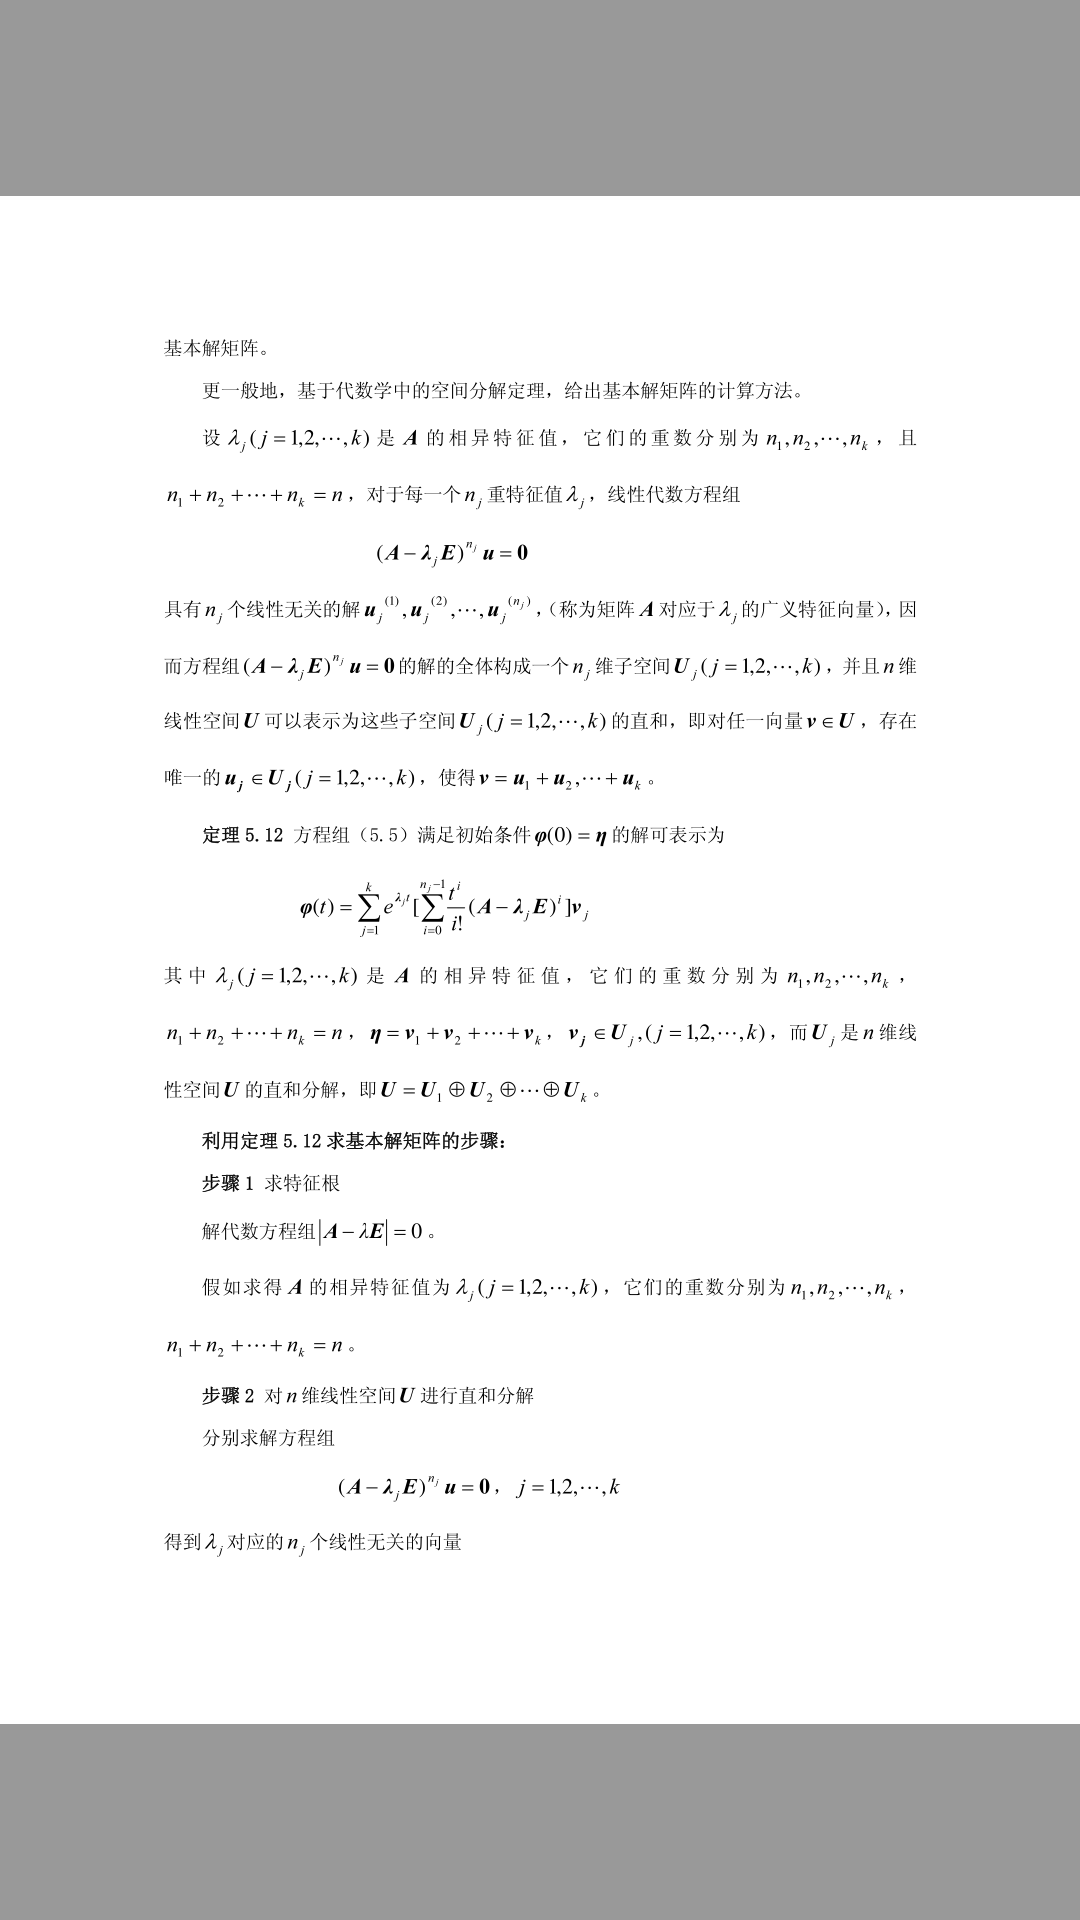 基本解矩阵。
更一般地，基于代数学中的空间分解定理，给出基本解矩阵的计算方法。
设 λ_j (j = 1,2,⋯,k) 是 A 的相异特征值，它们的重数分别为 n_1,n_2,⋯,n_k，且
n_1 + n_2 + ⋯ + n_k = n，对于每一个 n_j 重特征值 λ_j，线性代数方程组
(A − λ_j E)^{n_j} u = 0
具有 n_j 个线性无关的解 u_j^{(1)}, u_j^{(2)}, ⋯, u_j^{(n_j)}，（称为矩阵 A 对应于 λ_j 的广义特征向量），因
而方程组 (A − λ_j E)^{n_j} u = 0 的解的全体构成一个 n_j 维子空间 U_j (j = 1,2,⋯,k)，并且 n 维
线性空间 U 可以表示为这些子空间 U_j (j = 1,2,⋯,k) 的直和，即对任一向量 v ∈ U，存在
唯一的 u_j ∈ U_j (j = 1,2,⋯,k)，使得 v = u_1 + u_2,⋯ + u_k。
定理 5.12 方程组（5.5）满足初始条件 φ(0) = η 的解可表示为
φ(t) = ∑_{j=1}^{k} e^{λ_j t} [∑_{i=0}^{n_j−1} \frac{t^i}{i!} (A − λ_j E)^i ] v_j
其中 λ_j (j = 1,2,⋯,k) 是 A 的相异特征值，它们的重数分别为 n_1,n_2,⋯,n_k，
n_1 + n_2 + ⋯ + n_k = n，η = v_1 + v_2 + ⋯ + v_k，v_j ∈ U_j,(j = 1,2,⋯,k)，而 U_j 是 n 维线
性空间 U 的直和分解，即 U = U_1 ⊕ U_2 ⊕ ⋯ ⊕ U_k。
利用定理 5.12 求基本解矩阵的步骤：
步骤 1 求特征根
解代数方程组 |A − λE| = 0。
假如求得 A 的相异特征值为 λ_j (j = 1,2,⋯,k)，它们的重数分别为 n_1,n_2,⋯,n_k，
n_1 + n_2 + ⋯ + n_k = n。
步骤 2 对 n 维线性空间 U 进行直和分解
分别求解方程组
(A − λ_j E)^{n_j} u = 0，j = 1,2,⋯,k
得到 λ_j 对应的 n_j 个线性无关的向量